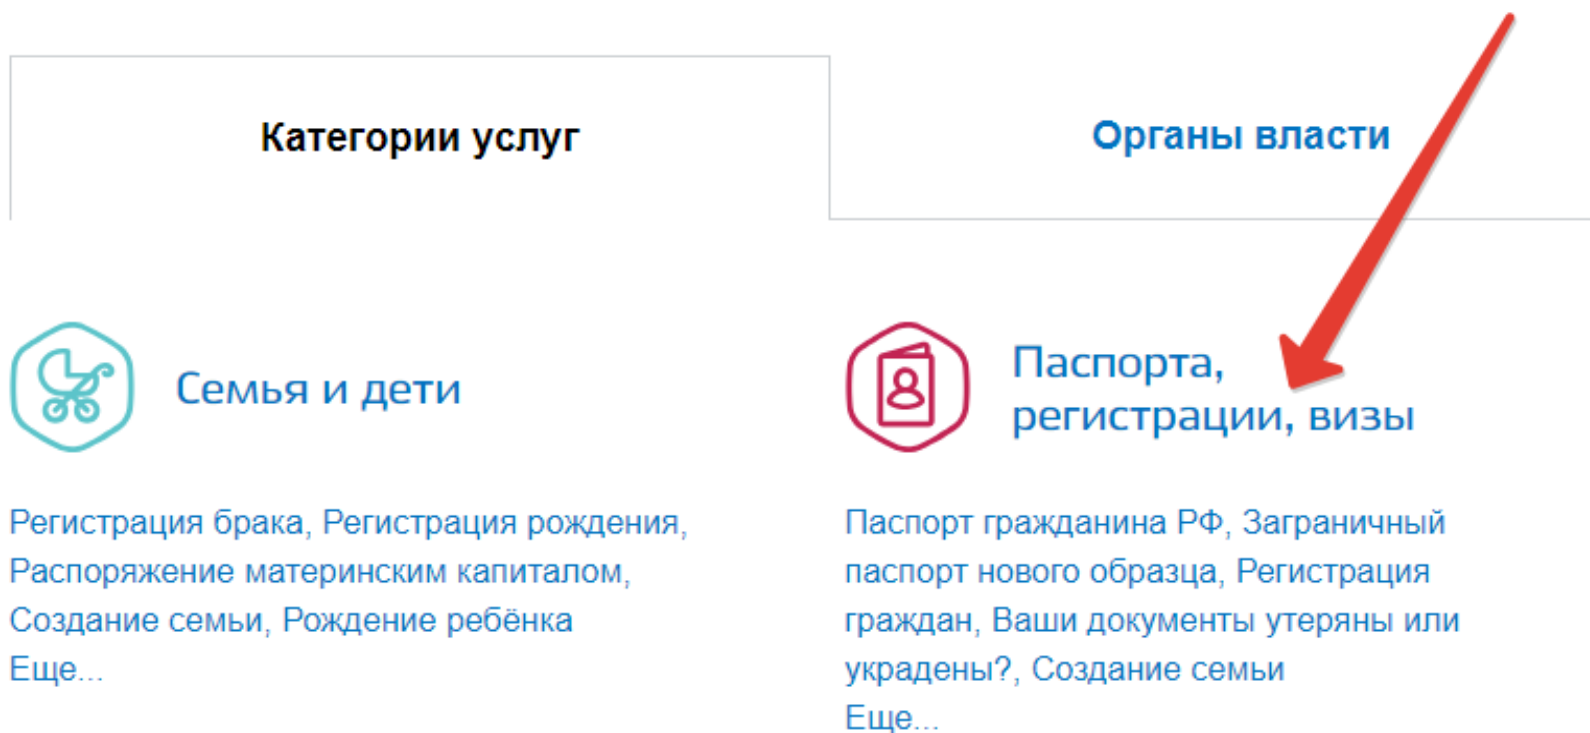 Категории услуг
Органы власти
Семья и дети
Паспорта,
регистрации, визы
Регистрация брака, Регистрация рождения,
Распоряжение материнским капиталом,
Создание семьи, Рождение ребёнка
Еще...
Паспорт гражданина РФ, Заграничный
паспорт нового образца, Регистрация
граждан, Ваши документы утеряны или
украдены?, Создание семьи
Еще...